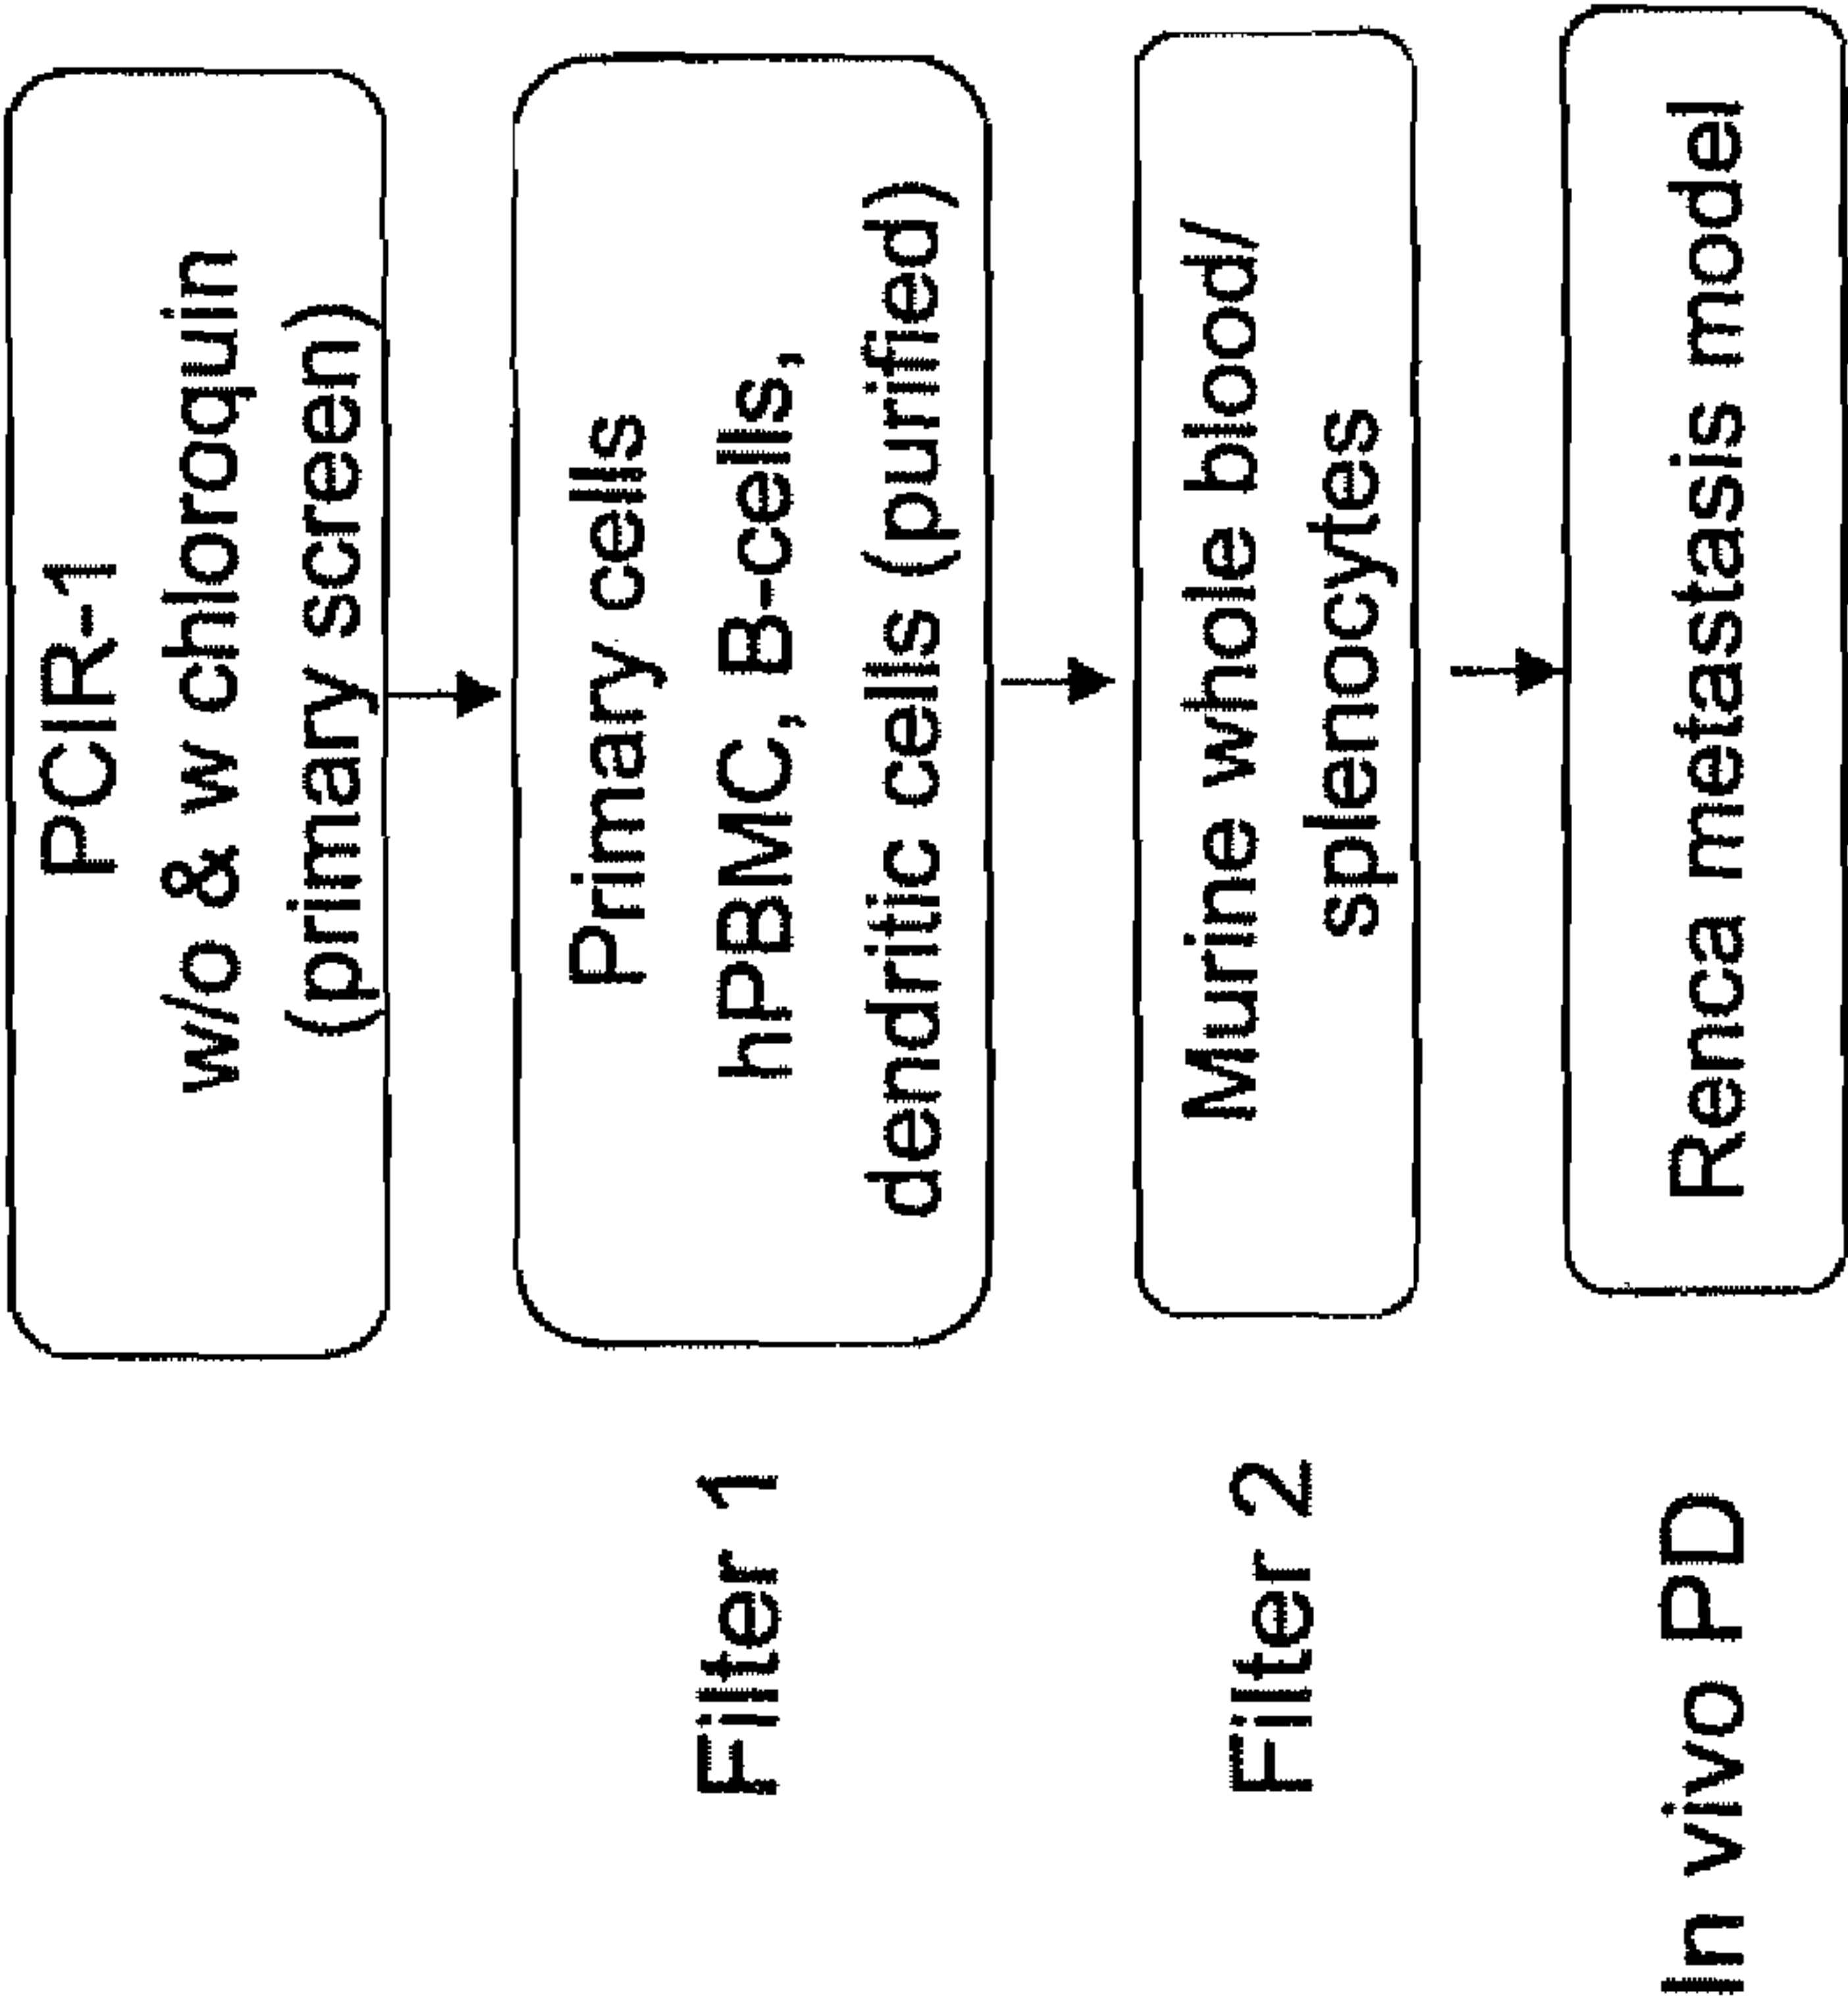 PCIR-1
w/o & w chloroquin
(primary screen)
Filter 1
Primary cells
hPBMC, B-cells,
dendritic cells (purified)
Filter 2
Murine whole blood/
splenocytes
In vivo PD
Renca metastasis model